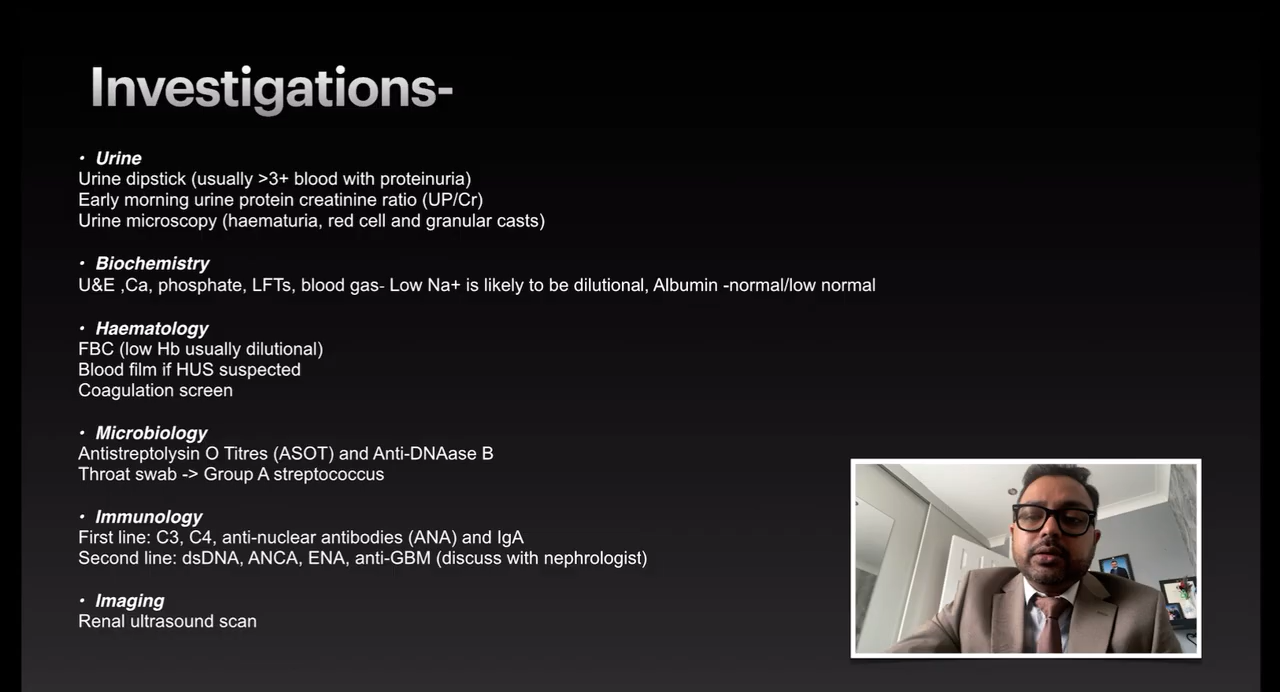 Investigations-
• Urine
Urine dipstick (usually >3+ blood with proteinuria)
Early morning urine protein creatinine ratio (UP/Cr)
Urine microscopy (haematuria, red cell and granular casts)
• Biochemistry
U&E ,Ca, phosphate, LFTs, blood gas- Low Na+ is likely to be dilutional, Albumin -normal/low normal
• Haematology
FBC (low Hb usually dilutional)
Blood film if HUS suspected
Coagulation screen
• Microbiology
Antistreptolysin O Titres (ASOT) and Anti-DNAase B
Throat swab -> Group A streptococcus
• Immunology
First line: C3, C4, anti-nuclear antibodies (ANA) and IgA
Second line: dsDNA, ANCA, ENA, anti-GBM (discuss with nephrologist)
• Imaging
Renal ultrasound scan